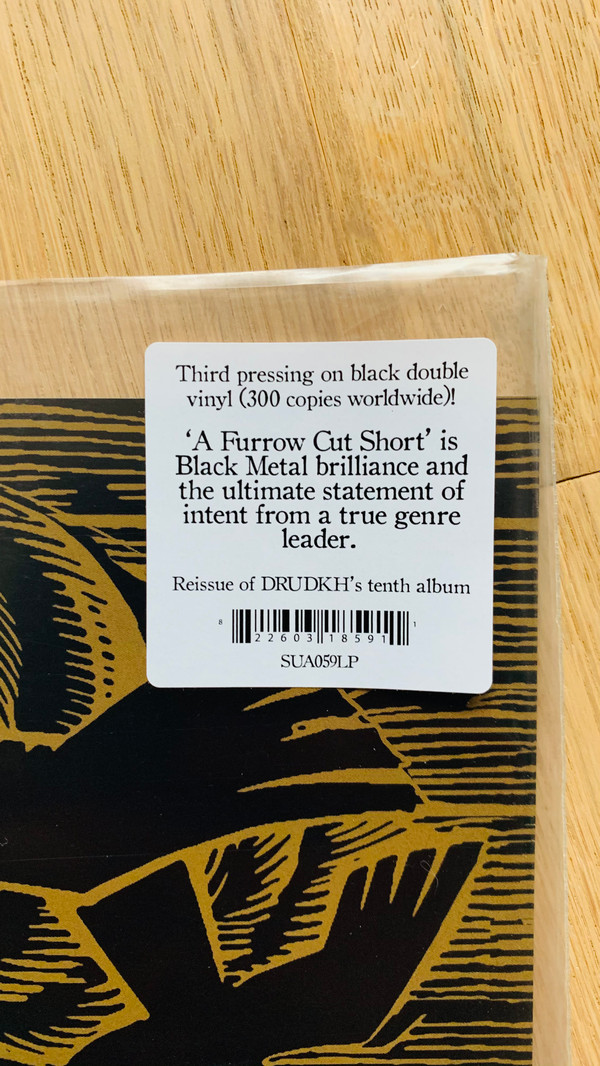 Third pressing on black double
vinyl (300 copies worldwide)!
‘A Furrow Cut Short’ is
Black Metal brilliance and
the ultimate statement of
intent from a true genre
leader.
Reissue of DRUDKH’s tenth album
8 22603 18591 1
SUA059LP